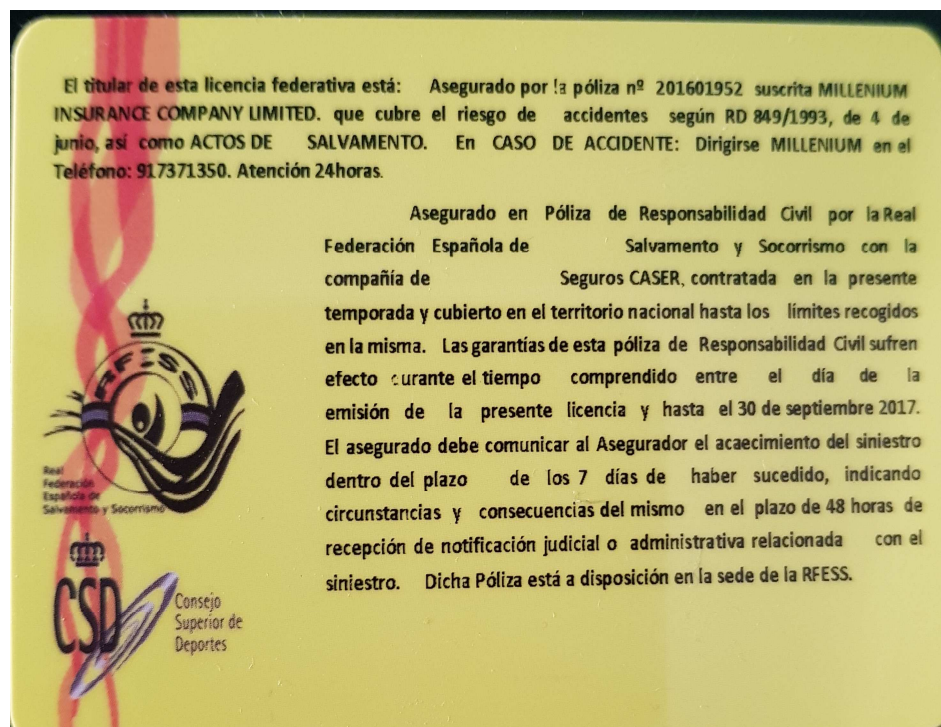 El titular de esta licencia federativa está: Asegurado por la póliza nº 201601952 suscrita MILLENIUM
INSURANCE COMPANY LIMITED. que cubre el riesgo de accidentes según RD 849/1993, de 4 de
junio, así como ACTOS DE SALVAMENTO. En CASO DE ACCIDENTE: Dirigirse MILLENIUM en el
Teléfono: 917371350. Atención 24horas.
Asegurado en Póliza de Responsabilidad Civil por la Real
Federación Española de Salvamento y Socorrismo con la
compañía de Seguros CASER, contratada en la presente
temporada y cubierto en el territorio nacional hasta los límites recogidos
en la misma. Las garantías de esta póliza de Responsabilidad Civil sufren
efecto durante el tiempo comprendido entre el día de la
emisión de la presente licencia y hasta el 30 de septiembre 2017.
El asegurado debe comunicar al Asegurador el acaecimiento del siniestro
dentro del plazo de los 7 días de haber sucedido, indicando
circunstancias y consecuencias del mismo en el plazo de 48 horas de
recepción de notificación judicial o administrativa relacionada con el
siniestro. Dicha Póliza está a disposición en la sede de la RFESS.
RFESS
Real
Federación
Española de
Salvamento y Socorrismo
CSD
Consejo
Superior de
Deportes